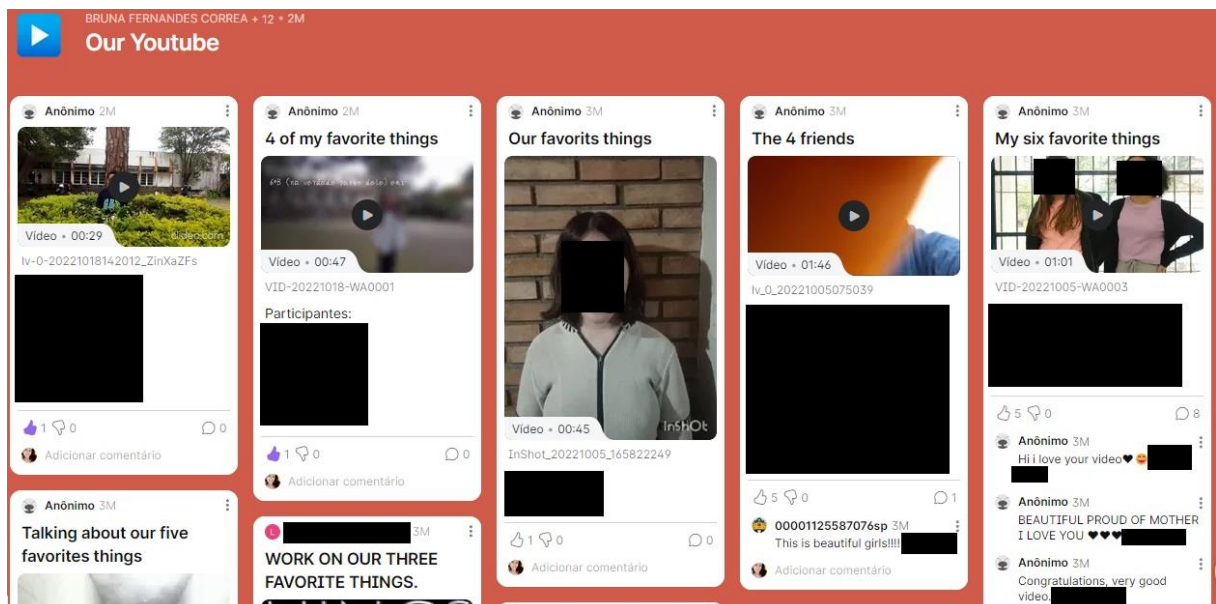 BRUNA FERNANDES CORREA + 12 • 2M
Our Youtube
Anônimo 2M
Vídeo • 00:29
lv-0-20221018142012_ZinXaZFs
1
0
0
Adicionar comentário
Anônimo 3M
Talking about our five
favorites things
Anônimo 2M
4 of my favorite things
Vídeo • 00:47
VID-20221018-WA0001
Participantes:
1
0
0
Adicionar comentário
L
3M
WORK ON OUR THREE
FAVORITE THINGS.
Anônimo 3M
Our favorits things
InShOt
Vídeo • 00:45
InShot_20221005_165822249
1
0
0
Adicionar comentário
Anônimo 3M
The 4 friends
Vídeo • 01:46
lv_0_20221005075039
5
0
1
00001125587076sp 3M
This is beautiful girls!!!!
Adicionar comentário
Anônimo 3M
My six favorite things
Vídeo • 01:01
VID-20221005-WA0003
5
0
8
Anônimo 3M
Hi i love your video♥😍
Anônimo 3M
BEAUTIFUL PROUD OF MOTHER
I LOVE YOU ♥♥♥
Anônimo 3M
Congratulations, very good
video.